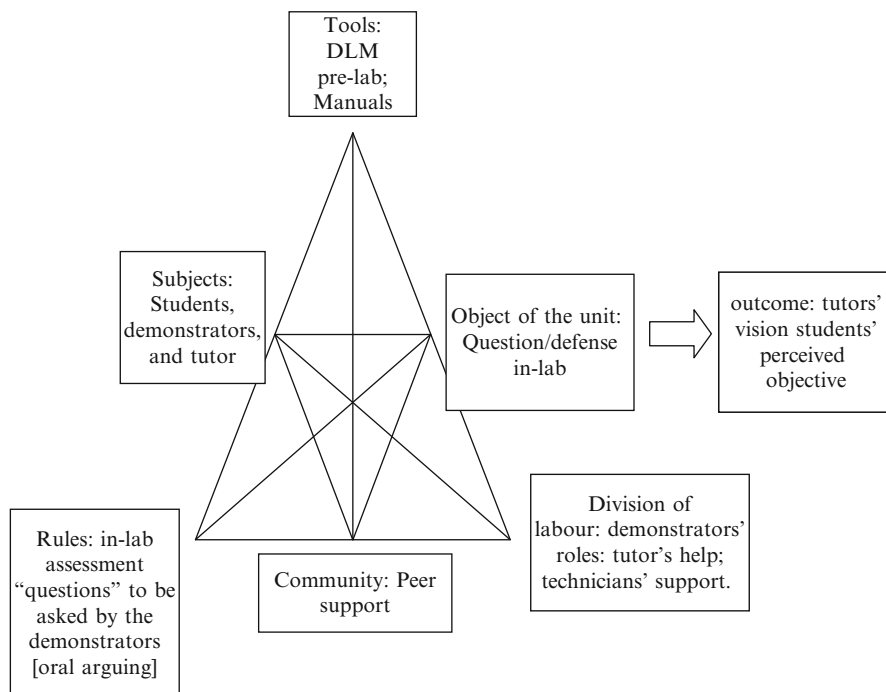 Tools:
DLM
pre-lab;
Manuals
Subjects:
Students,
demonstrators,
and tutor
Object of the unit:
Question/defense
in-lab
outcome: tutors’
vision students’
perceived
objective
Rules: in-lab
assessment
“questions” to be
asked by the
demonstrators
[oral arguing]
Community: Peer
support
Division of
labour: demonstrators’
roles: tutor’s help;
technicians’ support.